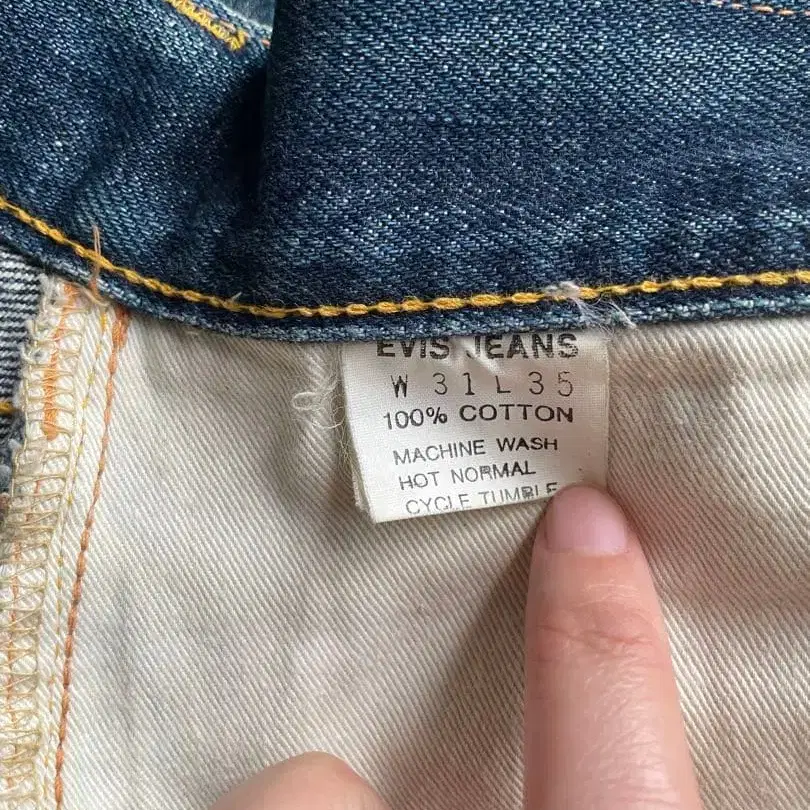 EVIS JEANS
W 31 L 35
100% COTTON
MACHINE WASH
HOT NORMAL
CYCLE TUMBLE